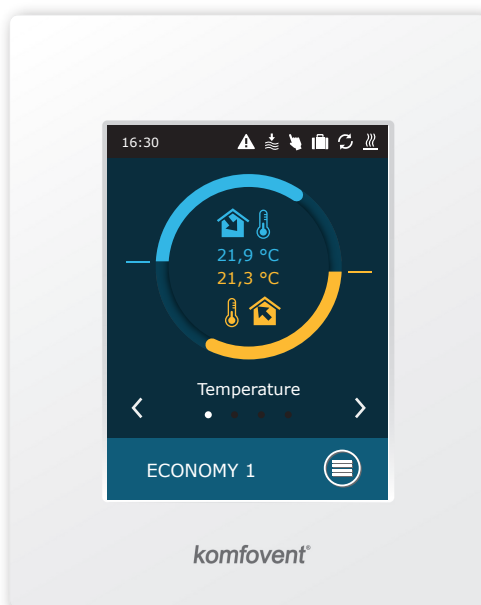 16:30
21,9 °C
21,3 °C
Temperature
ECONOMY 1
komfovent®